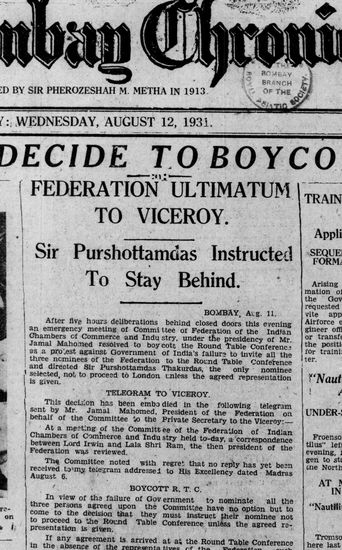 mbay Chronic
ED BY SIR PHEROZESHAH M. METHA IN 1913.
THE
BOMBAY
BRANCH
OF THE
ROYAL ASIATIC SOCIETY
Y: WEDNESDAY, AUGUST 12, 1931.
DECIDE TO BOYCO
FEDERATION ULTIMATUM
TO VICEROY.
Sir Purshottamdas Instructed
To Stay Behind.
BOMBAY, Aug. 11.
After five hours deliberations behind closed doors this evening
an emergency meeting of Committee of Federation of the Indian
Chambers of Commerce and Industry, under the presidency of Mr.
Jamal Mahomed resolved to boycott the Round Table Conference
as a protest against Government of India's failure to invite all the
three nominees of the Federation to the Round Table Conference
and directed Sir Purshottamdas Thakurdas, the only nominee
selected, not to proceed to London unless the agreed representation
is given.
TELEGRAM TO VICEROY.
This decision has been embodied in the following telegram
sent by Mr. Jamal Mahomed, President of the Federation on
behalf of the Committee to the Private Secretary to the Viceroy:—
At a meeting of the Committee of the Federation of Indian
Chambers of Commerce and Industry held to-day, a correspondence
between Lord Irwin and Lala Shri Ram, the then president of the
Federation was reviewed.
The Committee noted with regret that no reply has yet been
received to my telegram addressed to His Excellency dated Madras
August 6.
BOYCOTT R. T. C.
In view of the failure of Government to nominate all the
three persons agreed upon the Committee have no option but to
come to the decision that they must instruct their nominee not
to proceed to the Round Table Conference unless the agreed re-
presentation is given.
If any agreement is arrived at at the Round Table Conference
in the absence of the representatives of the Federation
TRAIN
Appli
SEQUE
FORMA
Arising
mation of
the Gov
requested
vite app
Airforce
gineer offi
or transf
the positi
for traini
ter.
"Naut
UNDER-S
Froenso
tilus" left
evening, l
gen to sta
the North
AT M
IN
"Nautil
Tromso
here last